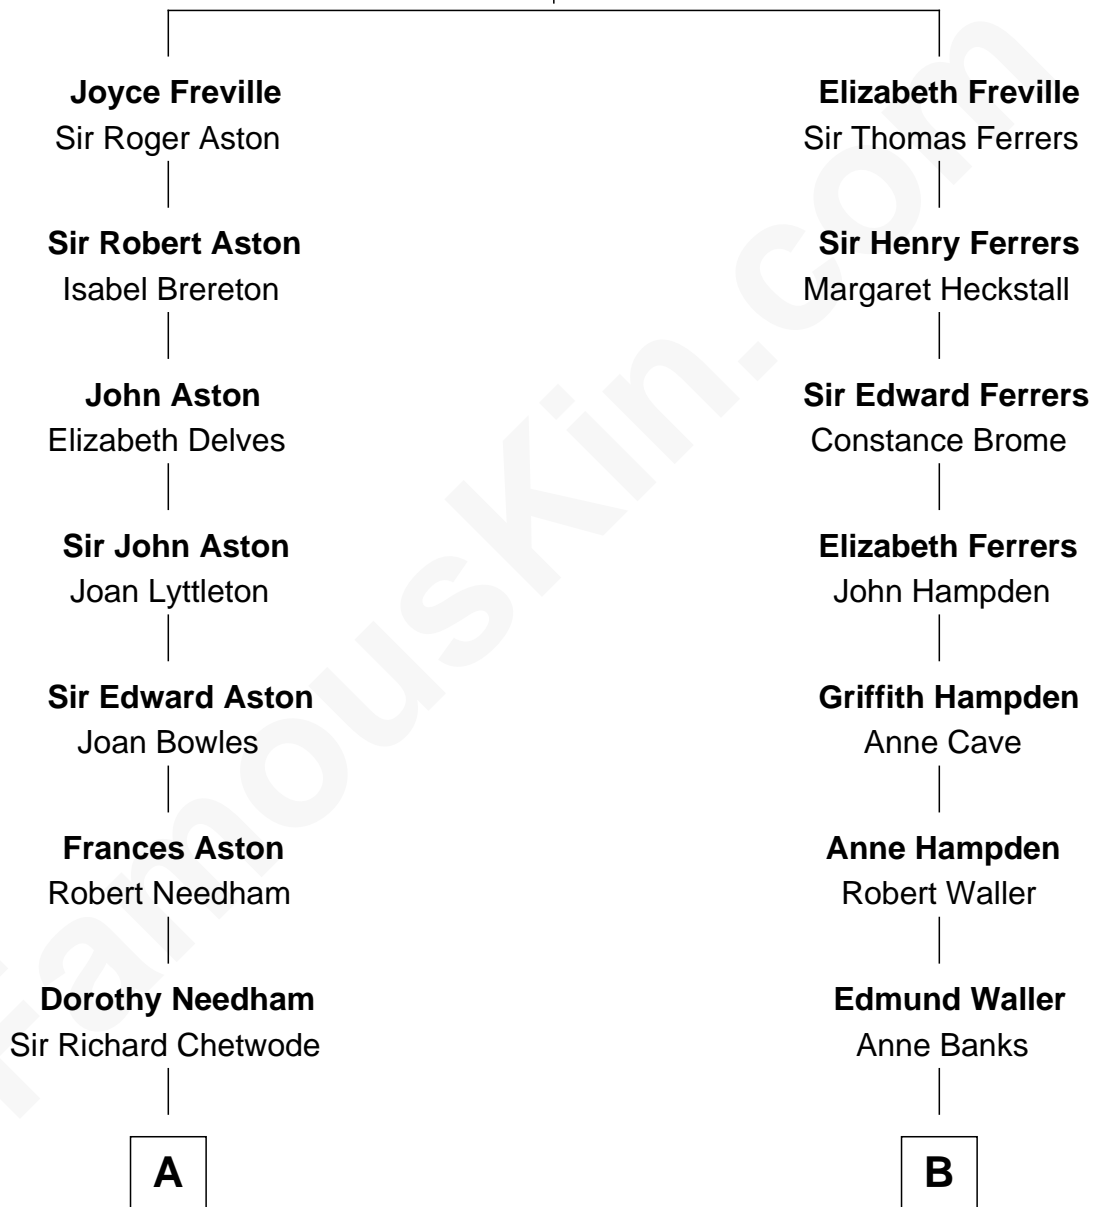 Joyce Freville
Sir Roger Aston
Sir Robert Aston
Isabel Brereton
John Aston
Elizabeth Delves
Sir John Aston
Joan Lyttleton
Sir Edward Aston
Joan Bowles
Frances Aston
Robert Needham
Dorothy Needham
Sir Richard Chetwode
A
Elizabeth Freville
Sir Thomas Ferrers
Sir Henry Ferrers
Margaret Heckstall
Sir Edward Ferrers
Constance Brome
Elizabeth Ferrers
John Hampden
Griffith Hampden
Anne Cave
Anne Hampden
Robert Waller
Edmund Waller
Anne Banks
B
FamousKin.com